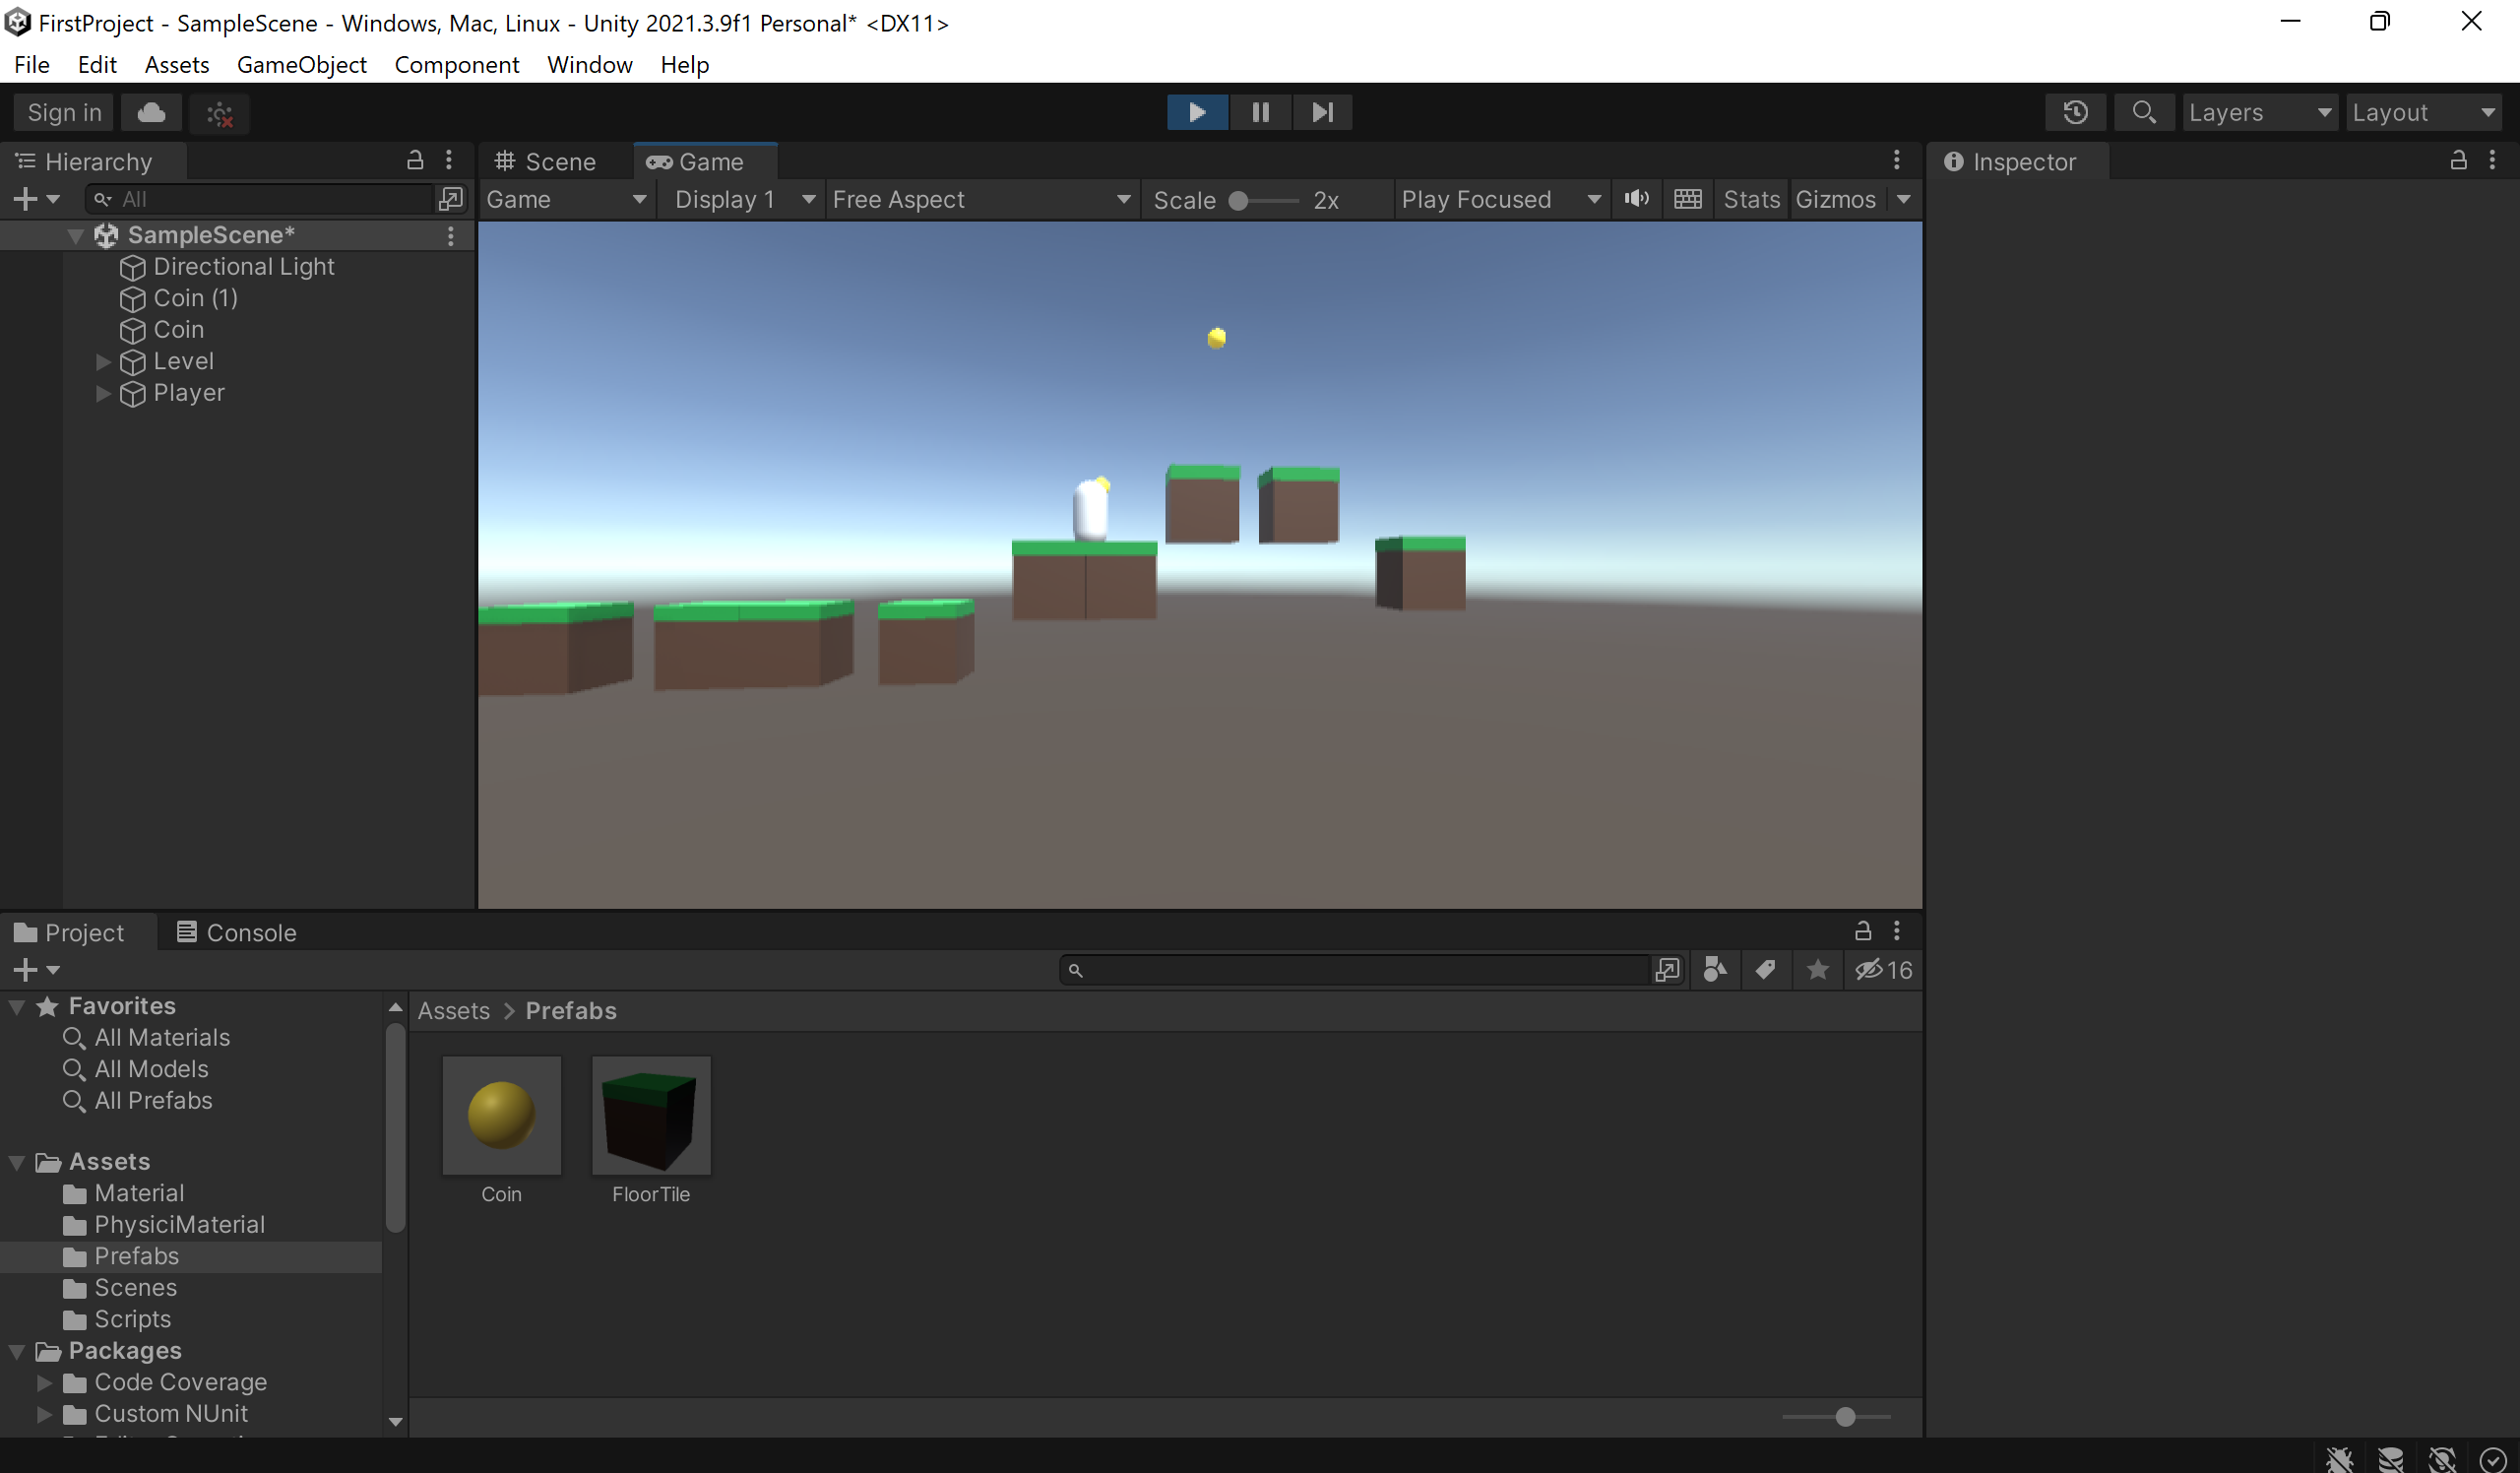 FirstProject - SampleScene - Windows, Mac, Linux - Unity 2021.3.9f1 Personal* <DX11>
File Edit Assets GameObject Component Window Help
Sign in Layers Layout
Hierarchy Scene Game Inspector
All Game Display 1 Free Aspect Scale 2x Play Focused Stats Gizmos
SampleScene*
Directional Light
Coin (1)
Coin
Level
Player
Project Console
16
Favorites
All Materials
All Models
All Prefabs
Assets
Material
PhysiciMaterial
Prefabs
Scenes
Scripts
Packages
Code Coverage
Custom NUnit
Assets > Prefabs
Coin FloorTile